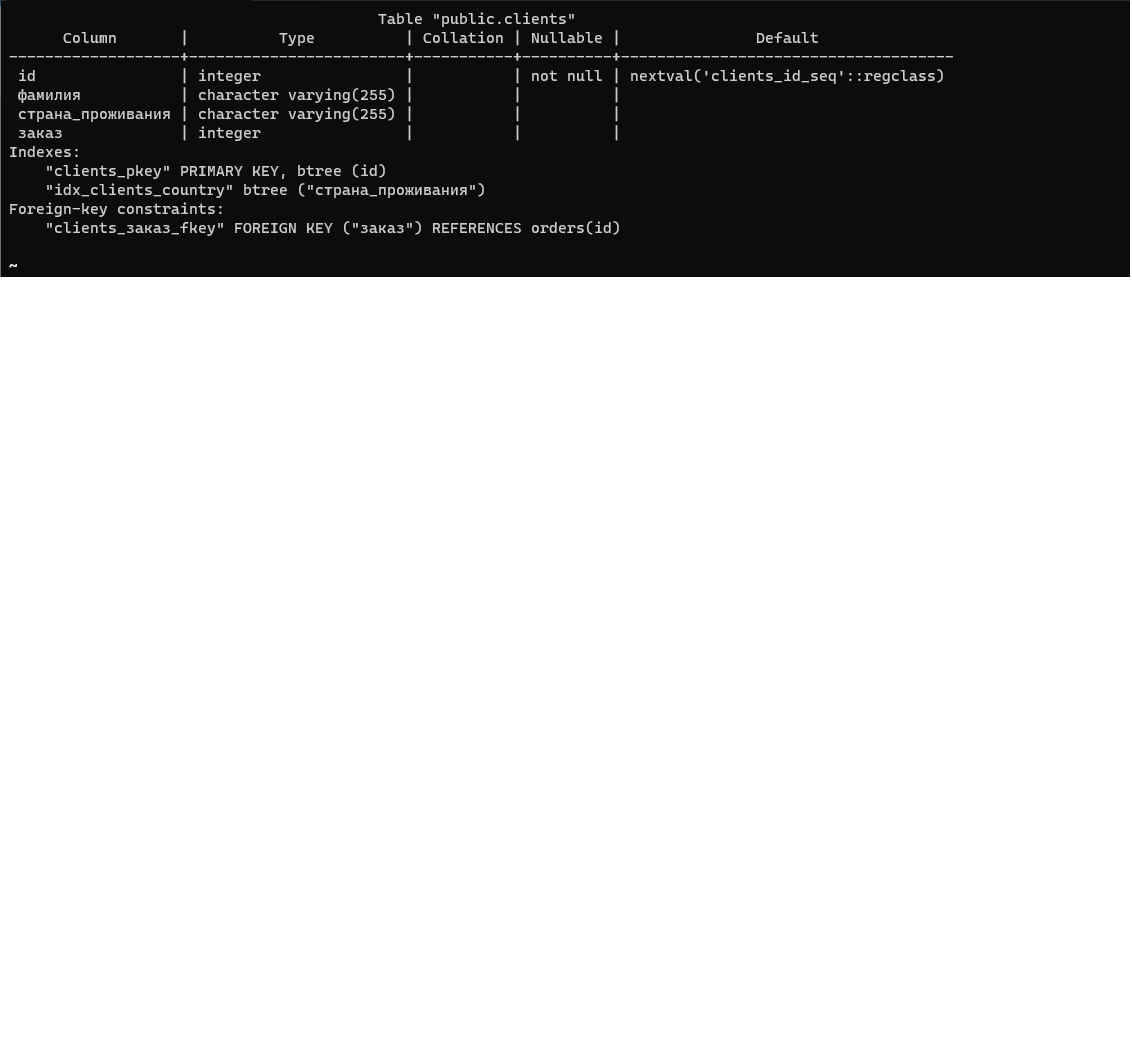 Table "public.clients"
Column | Type | Collation | Nullable | Default
-------------------+------------------------+-----------+----------+-------------------------------------
id | integer | | not null | nextval('clients_id_seq'::regclass)
фамилия | character varying(255) | | |
страна_проживания | character varying(255) | | |
заказ | integer | | |
Indexes:
"clients_pkey" PRIMARY KEY, btree (id)
"idx_clients_country" btree ("страна_проживания")
Foreign-key constraints:
"clients_заказ_fkey" FOREIGN KEY ("заказ") REFERENCES orders(id)
~